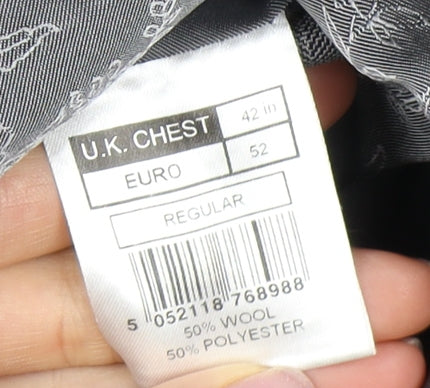 U.K. CHEST 42 in
EURO 52
REGULAR
5 052118 768988
50% WOOL
50% POLYESTER